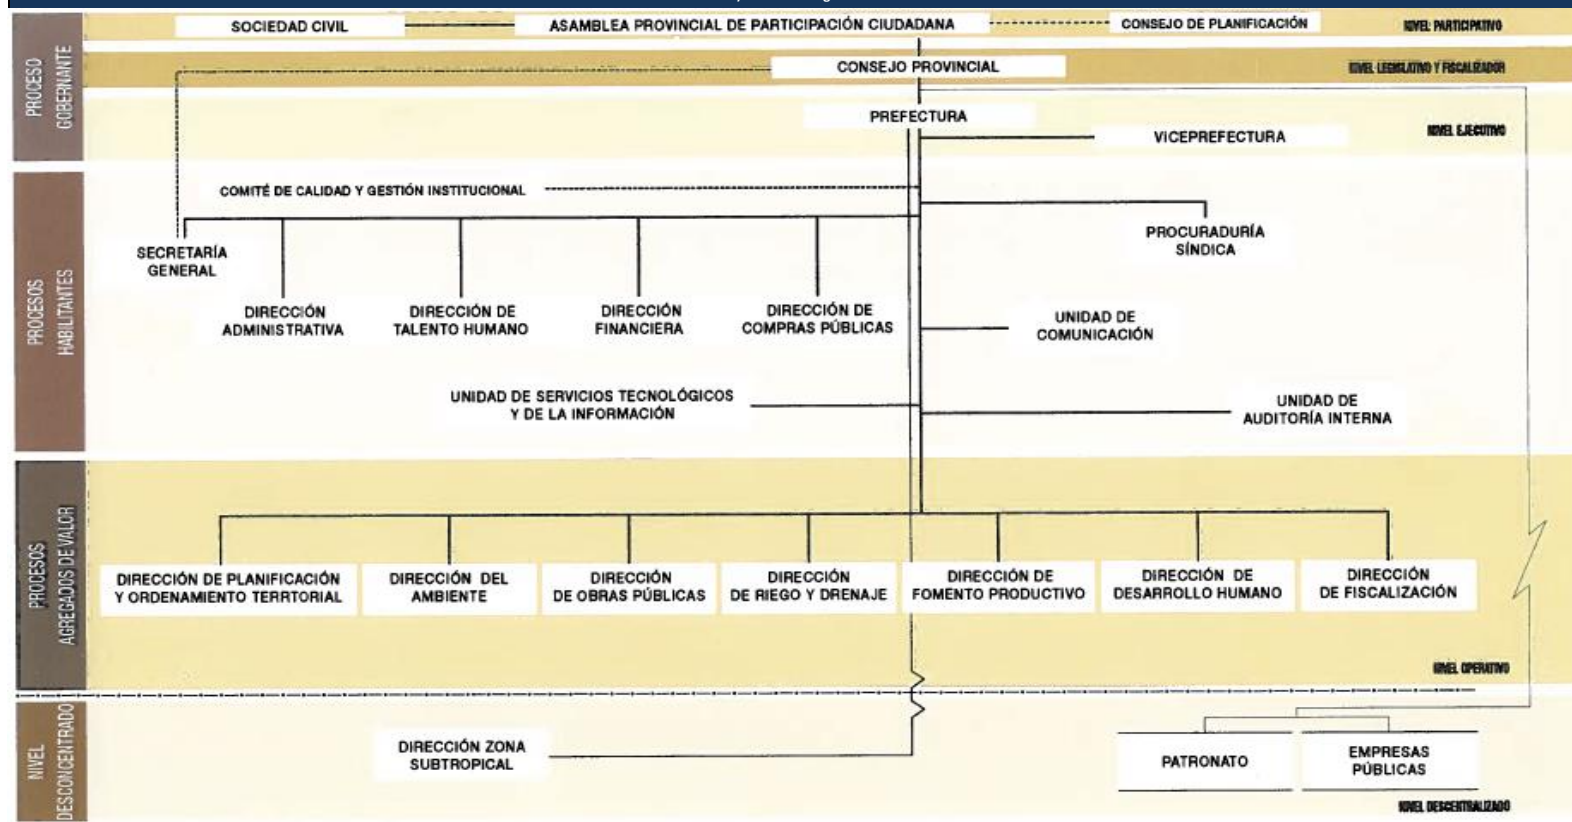 SOCIEDAD CIVIL
ASAMBLEA PROVINCIAL DE PARTICIPACIÓN CIUDADANA
CONSEJO DE PLANIFICACIÓN
NIVEL PARTICIPATIVO
PROCESO
GOBERNANTE
CONSEJO PROVINCIAL
NIVEL LEGISLATIVO Y FISCALIZADOR
PREFECTURA
VICEPREFECTURA
NIVEL EJECUTIVO
PROCESOS
HABILITANTES
COMITÉ DE CALIDAD Y GESTIÓN INSTITUCIONAL
SECRETARÍA
GENERAL
PROCURADURÍA
SÍNDICA
DIRECCIÓN
ADMINISTRATIVA
DIRECCIÓN DE
TALENTO HUMANO
DIRECCIÓN
FINANCIERA
DIRECCIÓN DE
COMPRAS PÚBLICAS
UNIDAD DE
COMUNICACIÓN
UNIDAD DE SERVICIOS TECNOLÓGICOS
Y DE LA INFORMACIÓN
UNIDAD DE
AUDITORÍA INTERNA
PROCESOS
AGREGADOS DE VALOR
DIRECCIÓN DE PLANIFICACIÓN
Y ORDENAMIENTO TERRTORIAL
DIRECCIÓN DEL
AMBIENTE
DIRECCIÓN
DE OBRAS PÚBLICAS
DIRECCIÓN
DE RIEGO Y DRENAJE
DIRECCIÓN DE
FOMENTO PRODUCTIVO
DIRECCIÓN DE
DESARROLLO HUMANO
DIRECCIÓN
DE FISCALIZACIÓN
NIVEL OPERATIVO
NIVEL
DESCONCENTRADO
DIRECCIÓN ZONA
SUBTROPICAL
PATRONATO
EMPRESAS
PÚBLICAS
NIVEL DESCENTRALIZADO